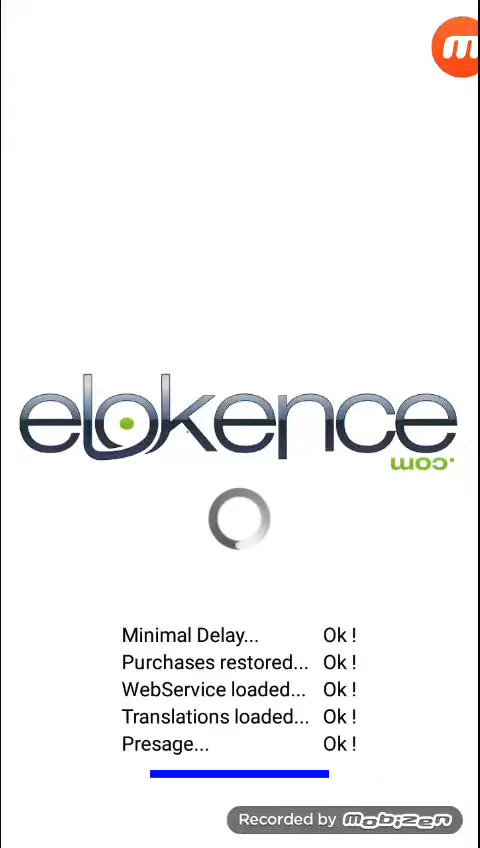 m
elokence
.com
Minimal Delay... Ok !
Purchases restored... Ok !
WebService loaded... Ok !
Translations loaded... Ok !
Presage... Ok !
Recorded by mobizen